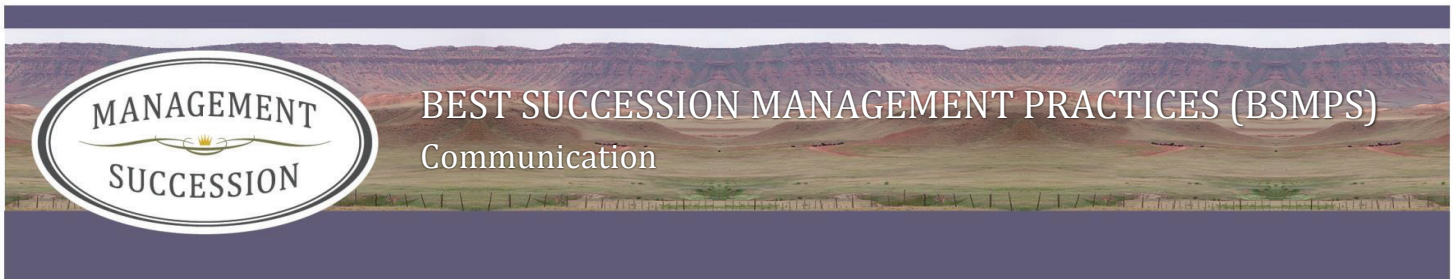 MANAGEMENT
SUCCESSION
BEST SUCCESSION MANAGEMENT PRACTICES (BSMPS)
Communication